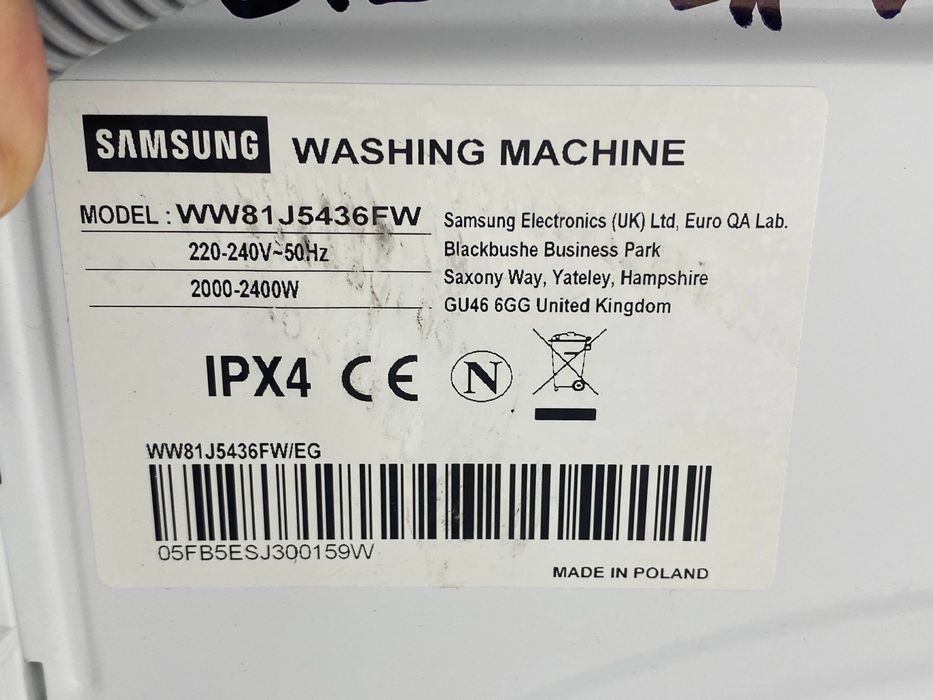 SAMSUNG WASHING MACHINE
MODEL : WW81J5436FW
220-240V~50Hz
2000-2400W
Samsung Electronics (UK) Ltd, Euro QA Lab.
Blackbushe Business Park
Saxony Way, Yateley, Hampshire
GU46 6GG United Kingdom
IPX4 CE N
WW81J5436FW/EG
05FB5ESJ300159W
MADE IN POLAND